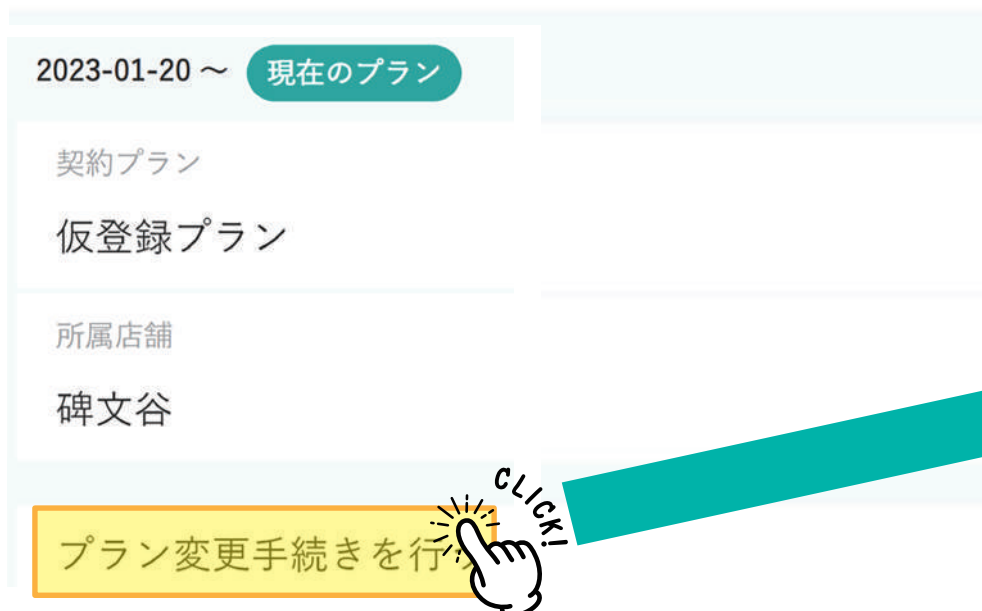 2023-01-20 ～ 現在のプラン
契約プラン
仮登録プラン
所属店舗
碑文谷
CLICK!
プラン変更手続きを行